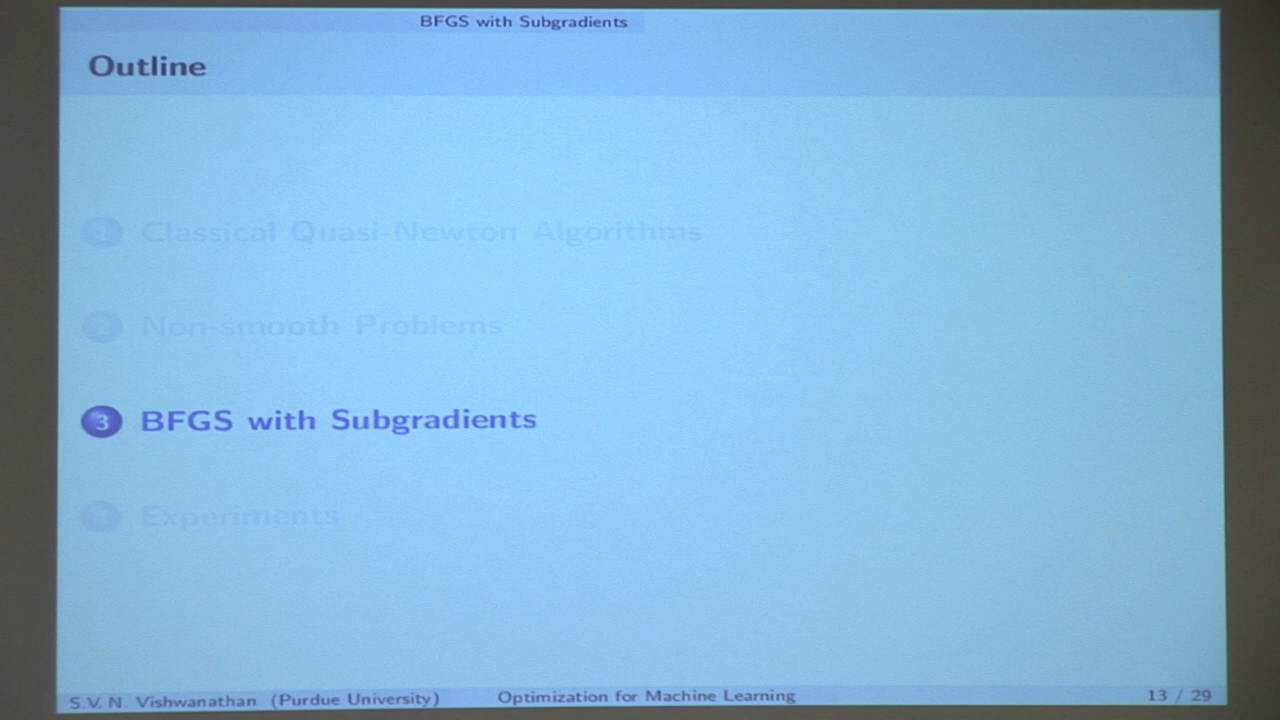 BFGS with Subgradients
Outline
1 Classical Quasi-Newton Algorithms
2 Non-smooth Problems
3 BFGS with Subgradients
4 Experiments
S.V. N. Vishwanathan (Purdue University) Optimization for Machine Learning 13 / 29